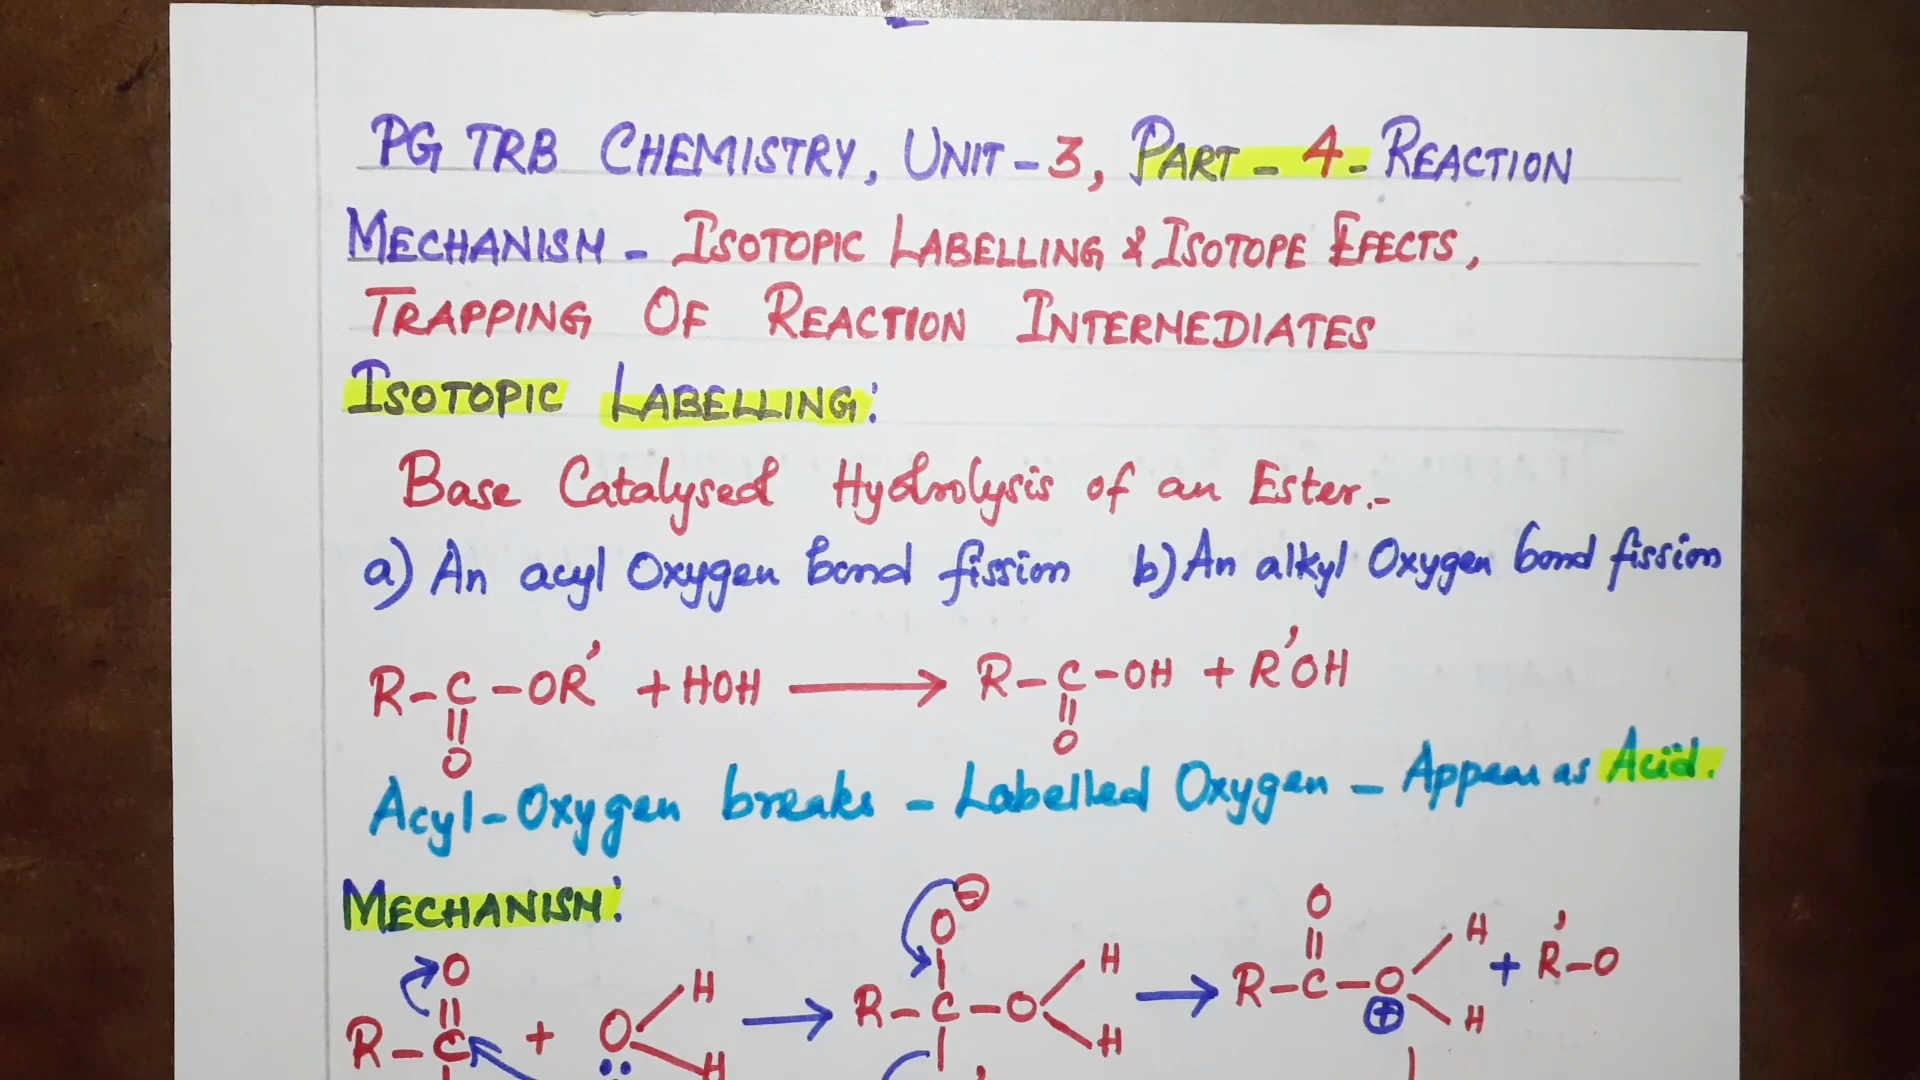 PG TRB CHEMISTRY, UNIT-3, PART-4-REACTION
MECHANISM - ISOTOPIC LABELLING & ISOTOPE EFECTS,
TRAPPING OF REACTION INTERMEDIATES
ISOTOPIC LABELLING:
Base Catalysed Hydrolysis of an Ester.-
a) An acyl Oxygen bond fission b) An alkyl Oxygen bond fission
R-C-OR' + HOH → R-C-OH + R'OH
|| ||
O O
Acyl-Oxygen breaks - Labelled Oxygen - Appear as Acid.
MECHANISM:
O O⊖ O
|| | || 
H H H
R-C + O → R-C-O → R-C-O⊕ + R'-O
H H H